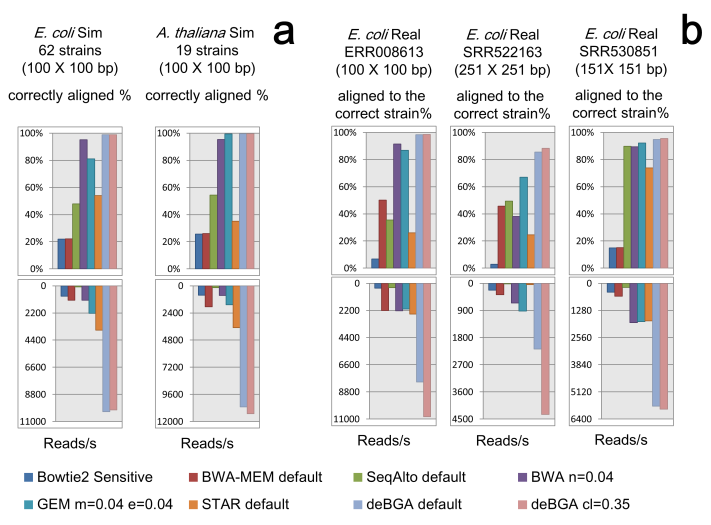 E. coli Sim
62 strains
(100 X 100 bp)
correctly aligned %
A. thaliana Sim
19 strains
(100 X 100 bp)
correctly aligned %
a
E. coli Real
ERR008613
(100 X 100 bp)
aligned to the
correct strain%
E. coli Real
SRR522163
(251 X 251 bp)
aligned to the
correct strain%
E. coli Real
SRR530851
(151X 151 bp)
aligned to the
correct strain%
b
100%
80%
60%
40%
20%
0%
100%
80%
60%
40%
20%
0%
100%
80%
60%
40%
20%
0%
100%
80%
60%
40%
20%
0%
100%
80%
60%
40%
20%
0%
0
2200
4400
6600
8800
11000
0
2400
4800
7200
9600
12000
0
2200
4400
6600
8800
11000
0
900
1800
2700
3600
4500
0
1280
2560
3840
5120
6400
Reads/s
Reads/s
Reads/s
Reads/s
Reads/s
Bowtie2 Sensitive
BWA-MEM default
SeqAlto default
BWA n=0.04
GEM m=0.04 e=0.04
STAR default
deBGA default
deBGA cl=0.35